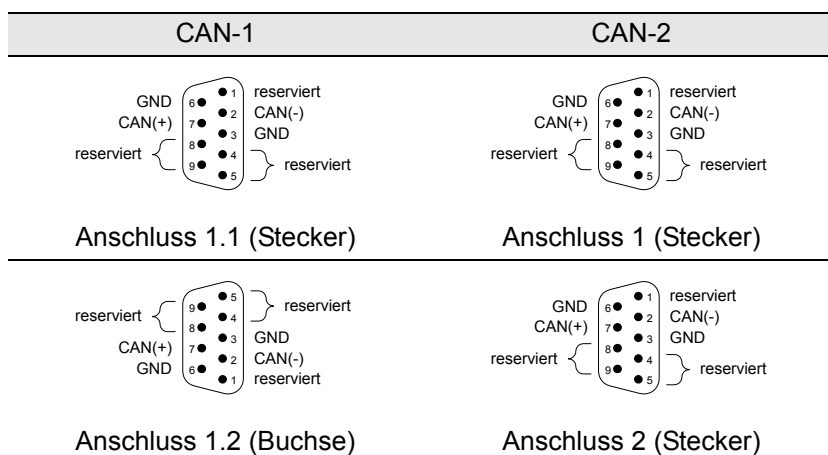 CAN-1 CAN-2
reserviert reserviert
GND 6 1 GND 6 1
CAN(+) 7 2 CAN(-) CAN(+) 7 2 CAN(-)
8 3 GND 8 3 GND
reserviert 9 4 reserviert reserviert 9 4 reserviert
5 5
Anschluss 1.1 (Stecker) Anschluss 1 (Stecker)
5 reserviert 1 reserviert
reserviert 9 4 GND 6 2 CAN(-)
8 3 GND CAN(+) 7 3 GND
CAN(+) 7 2 CAN(-) reserviert 8 4 reserviert
GND 6 1 reserviert 9 5
Anschluss 1.2 (Buchse) Anschluss 2 (Stecker)